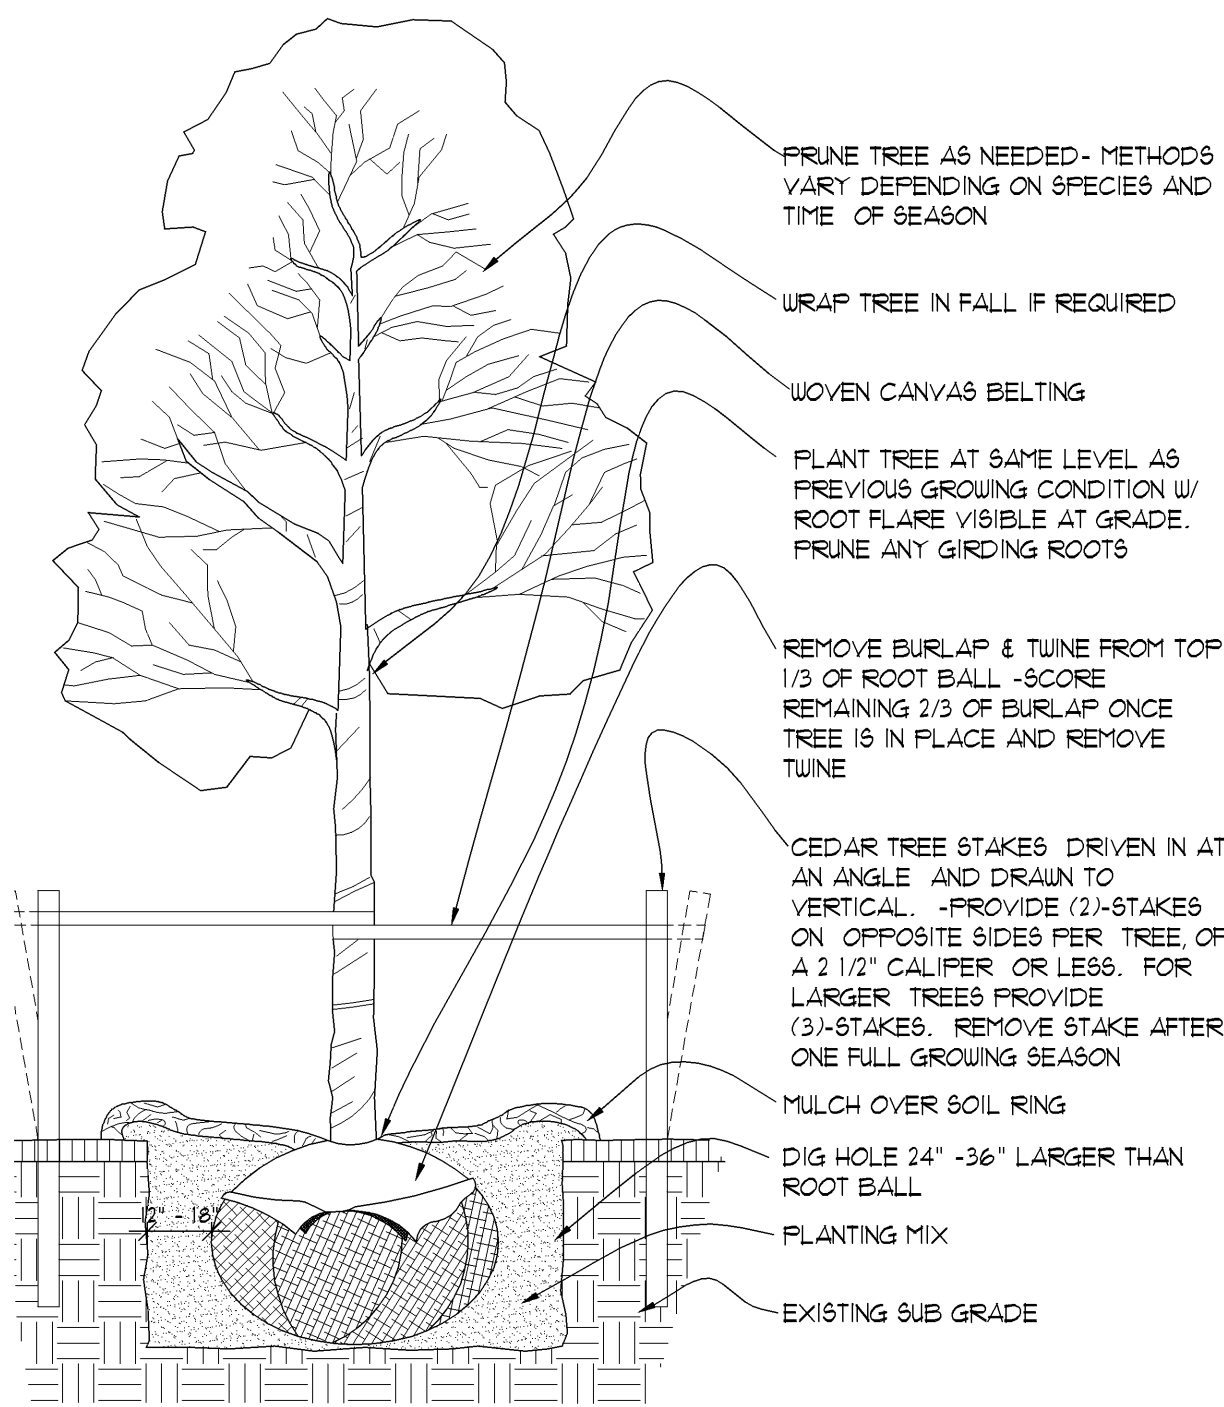 PRUNE TREE AS NEEDED- METHODS
VARY DEPENDING ON SPECIES AND
TIME OF SEASON
WRAP TREE IN FALL IF REQUIRED
WOVEN CANVAS BELTING
PLANT TREE AT SAME LEVEL AS
PREVIOUS GROWING CONDITION W/
ROOT FLARE VISIBLE AT GRADE.
PRUNE ANY GIRDING ROOTS
REMOVE BURLAP & TWINE FROM TOP
1/3 OF ROOT BALL -SCORE
REMAINING 2/3 OF BURLAP ONCE
TREE IS IN PLACE AND REMOVE
TWINE
CEDAR TREE STAKES DRIVEN IN AT
AN ANGLE AND DRAWN TO
VERTICAL. -PROVIDE (2)-STAKES
ON OPPOSITE SIDES PER TREE, OF
A 2 1/2" CALIPER OR LESS. FOR
LARGER TREES PROVIDE
(3)-STAKES. REMOVE STAKE AFTER
ONE FULL GROWING SEASON
MULCH OVER SOIL RING
DIG HOLE 24" -36" LARGER THAN
ROOT BALL
12" - 18"
PLANTING MIX
EXISTING SUB GRADE